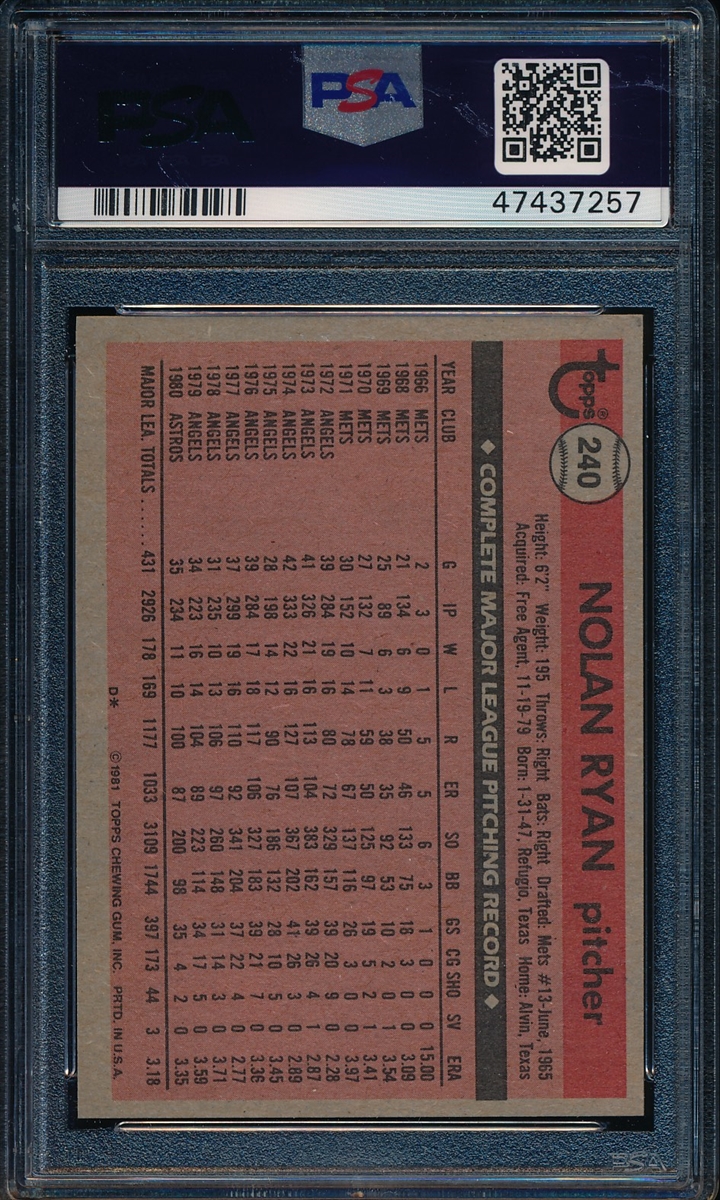 PSA
PSA
47437257
Topps®
240
NOLAN RYAN pitcher
Height: 6'2" Weight: 195 Throws: Right Bats: Right Drafted: Mets #13-June, 1965
Acquired: Free Agent, 11-19-79 Born: 1-31-47, Refugio, Texas Home: Alvin, Texas
◆ COMPLETE MAJOR LEAGUE PITCHING RECORD ◆
YEAR CLUB G IP W L R ER SO BB GS CG SHO SV ERA
1966 METS 2 3 0 1 5 5 6 3 1 0 0 0 15.00
1968 METS 21 134 6 9 50 46 133 75 18 3 0 0 3.09
1969 METS 25 89 6 3 38 35 92 53 10 2 0 1 3.54
1970 METS 27 132 7 11 59 50 125 97 19 5 2 1 3.41
1971 METS 30 152 10 14 78 67 137 116 26 3 0 0 3.97
1972 ANGELS 39 284 19 16 80 72 329 157 39 20 9 0 2.28
1973 ANGELS 41 326 21 16 113 104 383 162 39 26 4 1 2.87
1974 ANGELS 42 333 22 16 127 107 367 202 41 26 3 0 2.89
1975 ANGELS 28 198 14 12 90 76 186 132 28 10 5 0 3.45
1976 ANGELS 39 284 17 18 117 106 327 183 39 21 7 0 3.36
1977 ANGELS 37 299 19 16 110 92 341 204 37 22 4 0 2.77
1978 ANGELS 31 235 10 13 106 97 260 148 31 14 3 0 3.71
1979 ANGELS 34 223 16 14 104 89 223 114 34 17 5 0 3.59
1980 ASTROS 35 234 11 10 100 87 200 98 35 4 2 0 3.35
MAJOR LEA. TOTALS ...... 431 2926 178 169 1177 1033 3109 1744 397 173 44 3 3.18
D* ©1981 TOPPS CHEWING GUM, INC. PRTD. IN U.S.A.
PSA